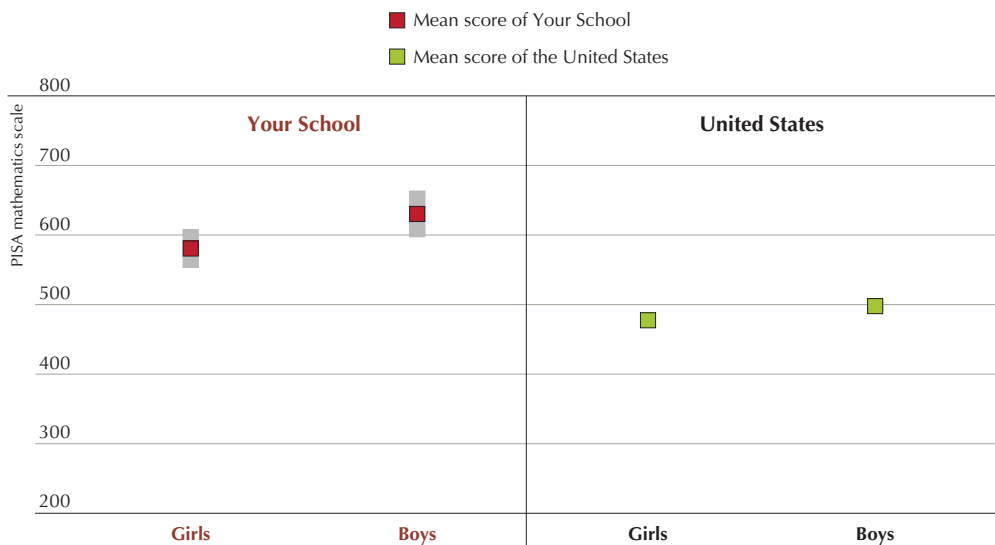 Mean score of Your School
Mean score of the United States
PISA mathematics scale
800
700
600
500
400
300
200
Your School
United States
Girls
Boys
Girls
Boys